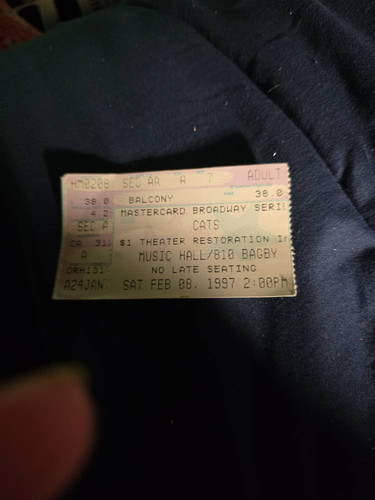 HM0208 SEC AA A 7 ADULT
38.0 BALCONY 38.0
4.2 MASTERCARD BROADWAY SERI
SEC A CATS
CA 31 $1 THEATER RESTORATION
A MUSIC HALL/810 BAGBY
NO LATE SEATING
A24JAN SAT FEB 08, 1997 2:00PM